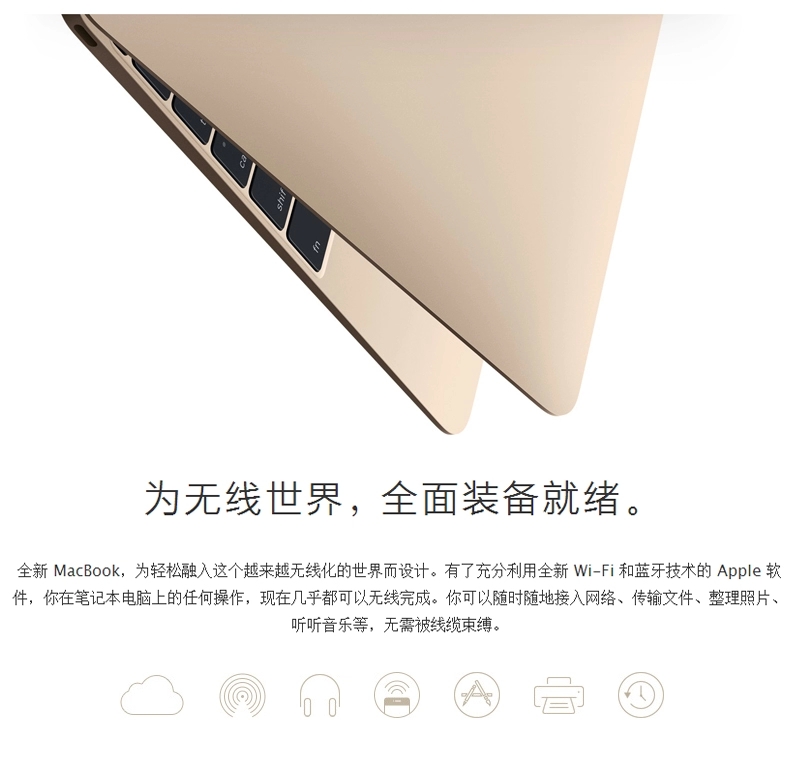 ca
shif
fn
为无线世界，全面装备就绪。
全新 MacBook，为轻松融入这个越来越无线化的世界而设计。有了充分利用全新 Wi-Fi 和蓝牙技术的 Apple 软
件，你在笔记本电脑上的任何操作，现在几乎都可以无线完成。你可以随时随地接入网络、传输文件、整理照片、
听听音乐等，无需被线缆束缚。